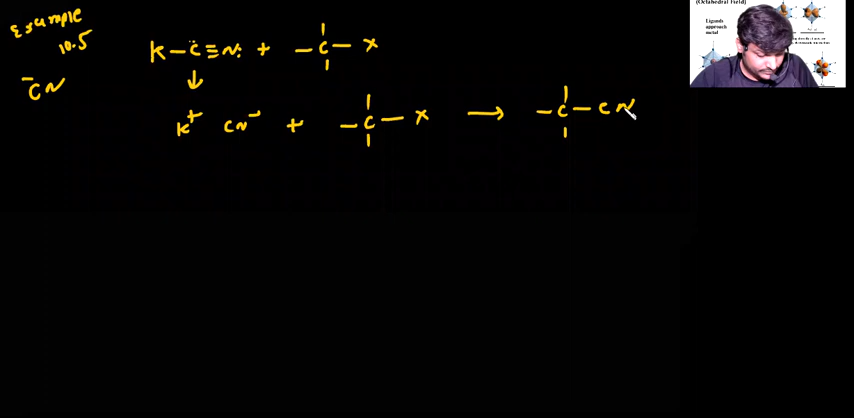 Example
10.5
K-C̈≡N: + -C-X
⁻CN
↓
K⁺ CN⁻ + -C-X → -C-CN
(Octahedral Field)
Ligands
approach
metal